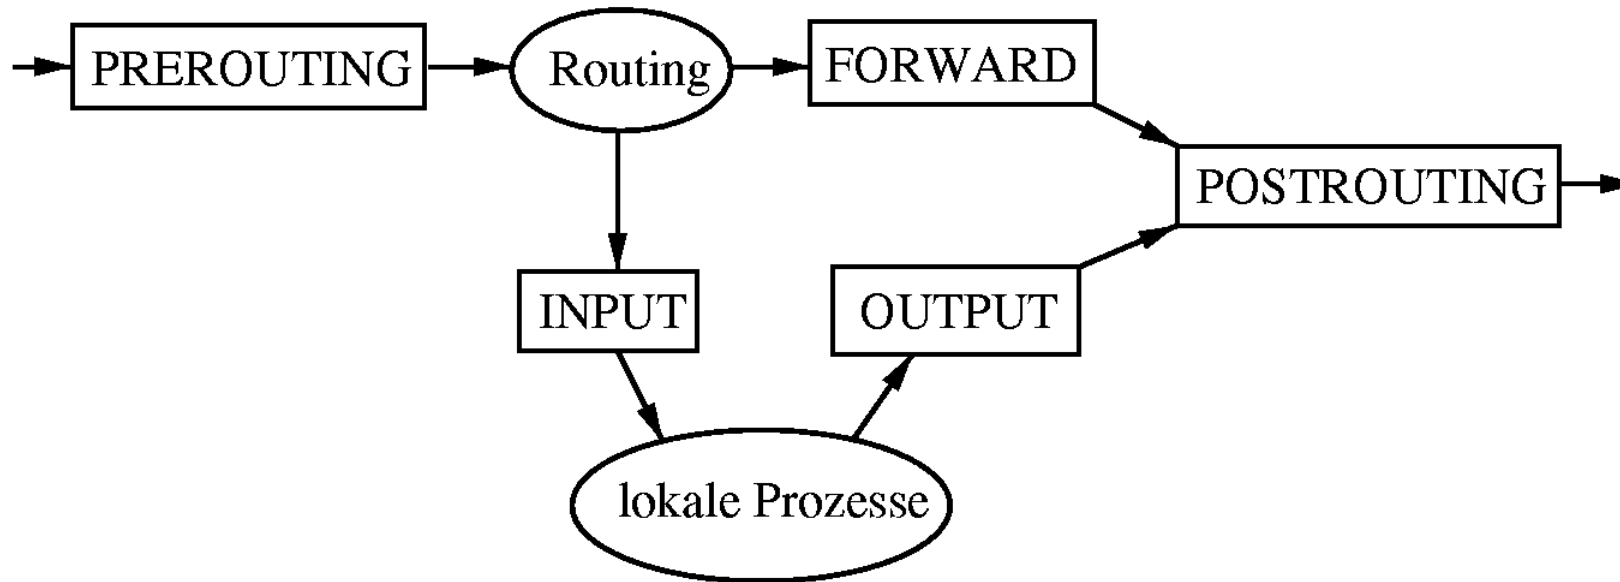 PREROUTING
Routing
FORWARD
POSTROUTING
INPUT
OUTPUT
lokale Prozesse